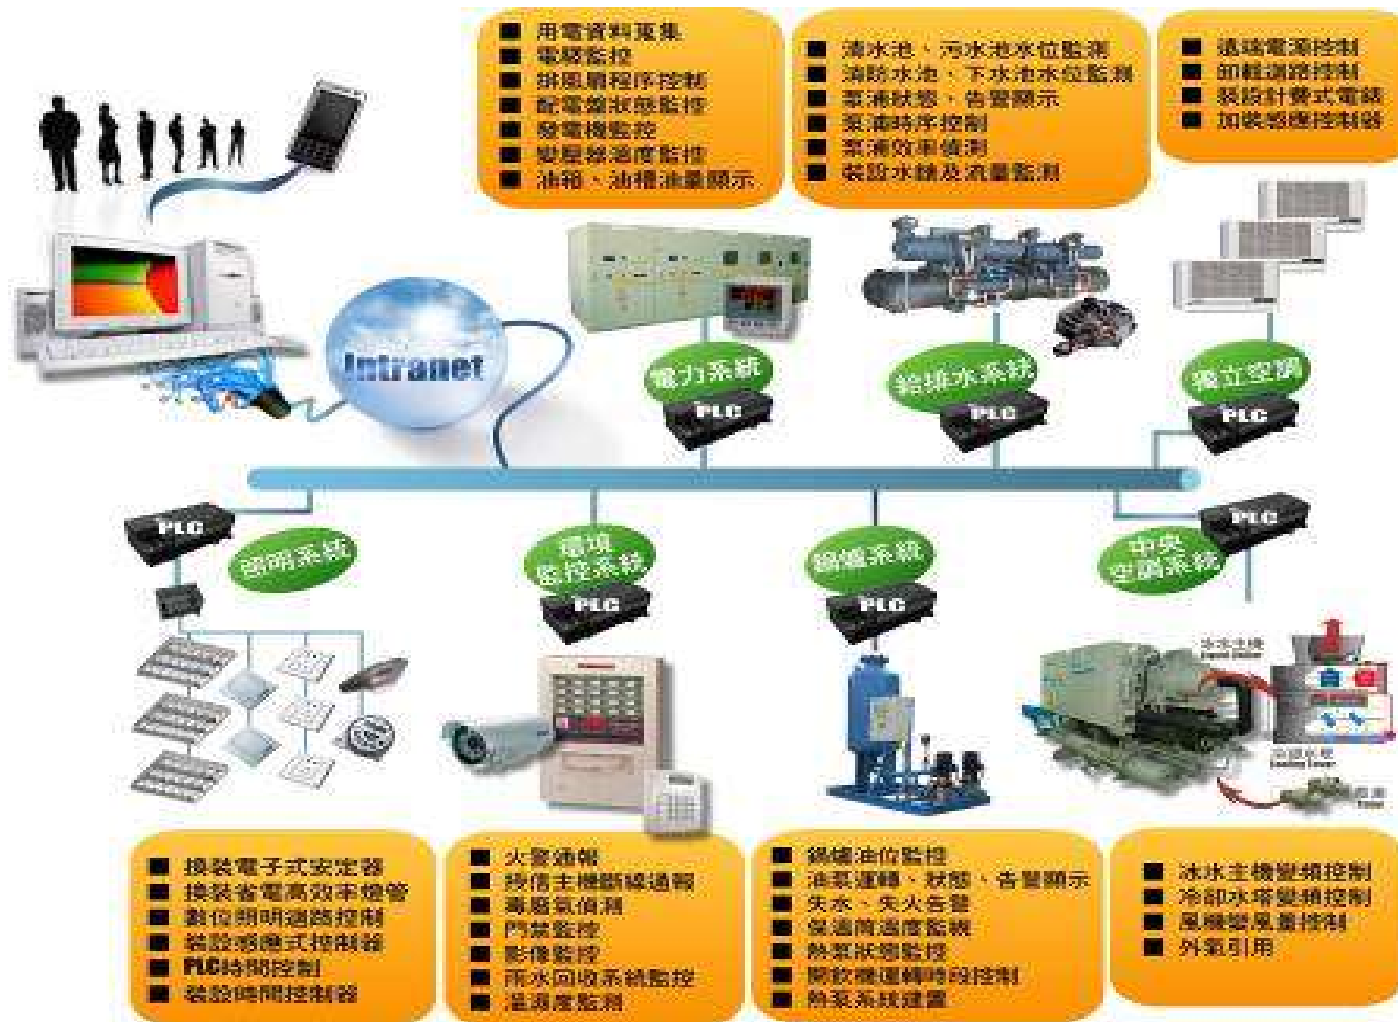 ■ 用電資料蒐集
■ 電梯監控
■ 排風扇程序控制
■ 配電盤狀態監控
■ 發電機監控
■ 變壓器溫度監控
■ 油箱、油槽油量顯示
■ 清水池、污水池水位監測
■ 消防水池、下水池水位監測
■ 泵浦狀態、告警顯示
■ 泵浦時序控制
■ 泵浦效率偵測
■ 裝設水錶及流量監測
■ 遠端電源控制
■ 卸載迴路控制
■ 裝設計費式電錶
■ 加裝感應控制器
Intranet
電力系統
PLC
給排水系統
PLC
獨立空調
PLC
PLC
照明系統
環境
監控系統
PLC
鍋爐系統
PLC
中央
空調系統
PLC
冰水主機
■ 換裝電子式安定器
■ 換裝省電高效率燈管
■ 數位照明迴路控制
■ 裝設感應式控制器
■ PLC時間控制
■ 裝設時間控制器
■ 火警通報
■ 授信主機斷線通報
■ 毒屬氣偵測
■ 門禁監控
■ 影像監控
■ 雨水回收系統監控
■ 溫濕度監測
■ 鍋爐油位監控
■ 油泵運轉、狀態、告警顯示
■ 失水、失火告警
■ 保溫筒溫度監視
■ 熱泵狀態監控
■ 開飲機運轉時段控制
■ 熱泵系統建置
■ 冰水主機變頻控制
■ 冷卻水塔變頻控制
■ 風機變風量控制
■ 外氣引用